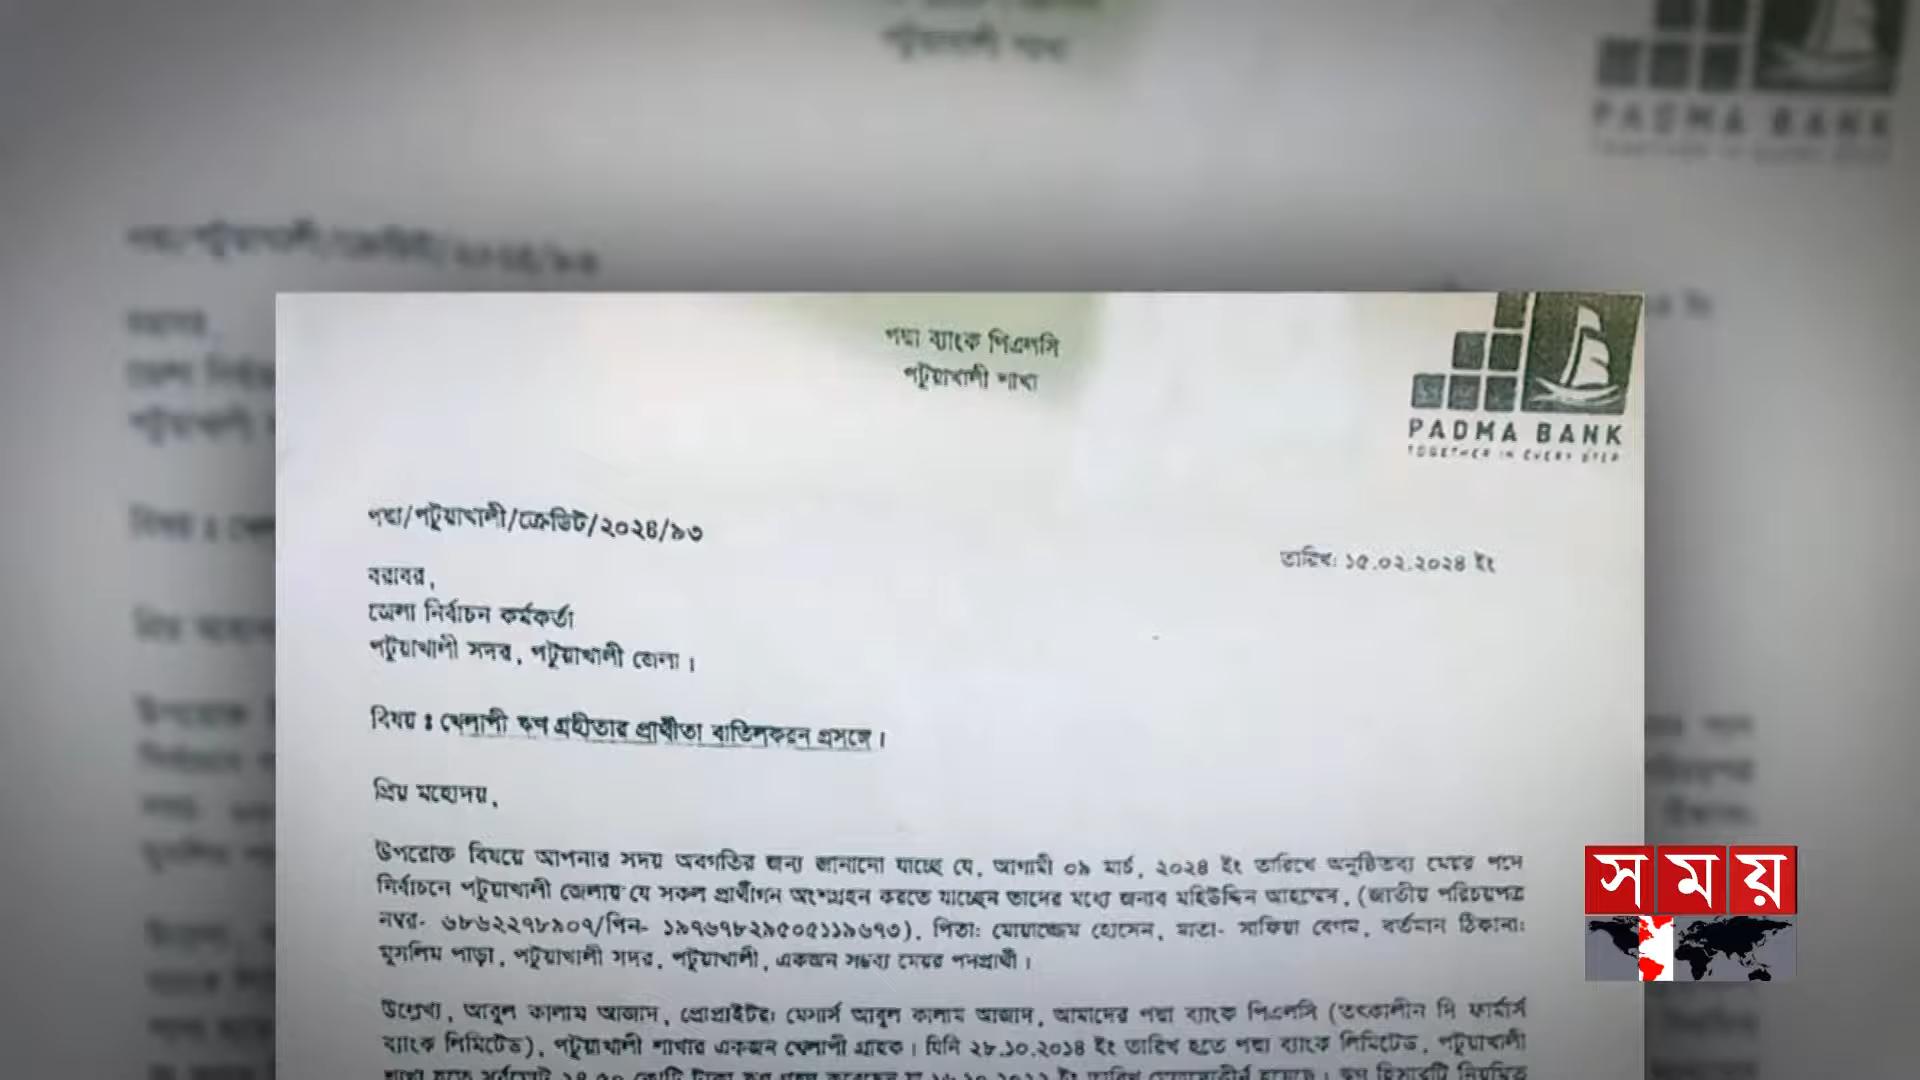 পদ্মা ব্যাংক পিএলসি
পটুয়াখালী শাখা
PADMA BANK
TOGETHER IN EVERY STEP
পদ্মা/পটুয়াখালী/ক্রেডিট/২০২৪/৯৩
তারিখ: ১৫.০২.২০২৪ ইং
বরাবর,
জেলা নির্বাচন কর্মকর্তা
পটুয়াখালী সদর, পটুয়াখালী জেলা।
বিষয় : খেলাপী ঋণ গ্রহীতার প্রার্থীতা বাতিলকরন প্রসঙ্গে।
প্রিয় মহোদয়,
উপরোক্ত বিষয়ে আপনার সদয় অবগতির জন্য জানানো যাচ্ছে যে, আগামী ০৯ মার্চ, ২০২৪ ইং তারিখে অনুষ্ঠিতব্য মেয়র পদে
নির্বাচনে পটুয়াখালী জেলায় যে সকল প্রার্থীগন অংশগ্রহন করতে যাচ্ছেন তাদের মধ্যে জনাব মহিউদ্দিন আহম্মেদ, (জাতীয় পরিচয়পত্র
নম্বর- ৬৮৬২২৭৮৯০৭/পিন- ১৯৭৬৭৮২৯৫০৫১১৯৬৭৩), পিতা: মোয়াজ্জেম হোসেন, মাতা- সাকিয়া বেগম, বর্তমান ঠিকানা:
মুসলিম পাড়া, পটুয়াখালী সদর, পটুয়াখালী, একজন সম্ভব্য মেয়র পদপ্রার্থী।
উল্লেখ্য, আবুল কালাম আজাদ, প্রোপ্রাইটর: মেসার্স আবুল কালাম আজাদ, আমাদের পদ্মা ব্যাংক পিএলসি (তৎকালীন দি ফার্মার্স
ব্যাংক লিমিটেড), পটুয়াখালী শাখার একজন খেলাপী গ্রাহক। যিনি ২৮.১০.২০১৪ ইং তারিখ হতে পদ্মা ব্যাংক লিমিটেড, পটুয়াখালী
সময়